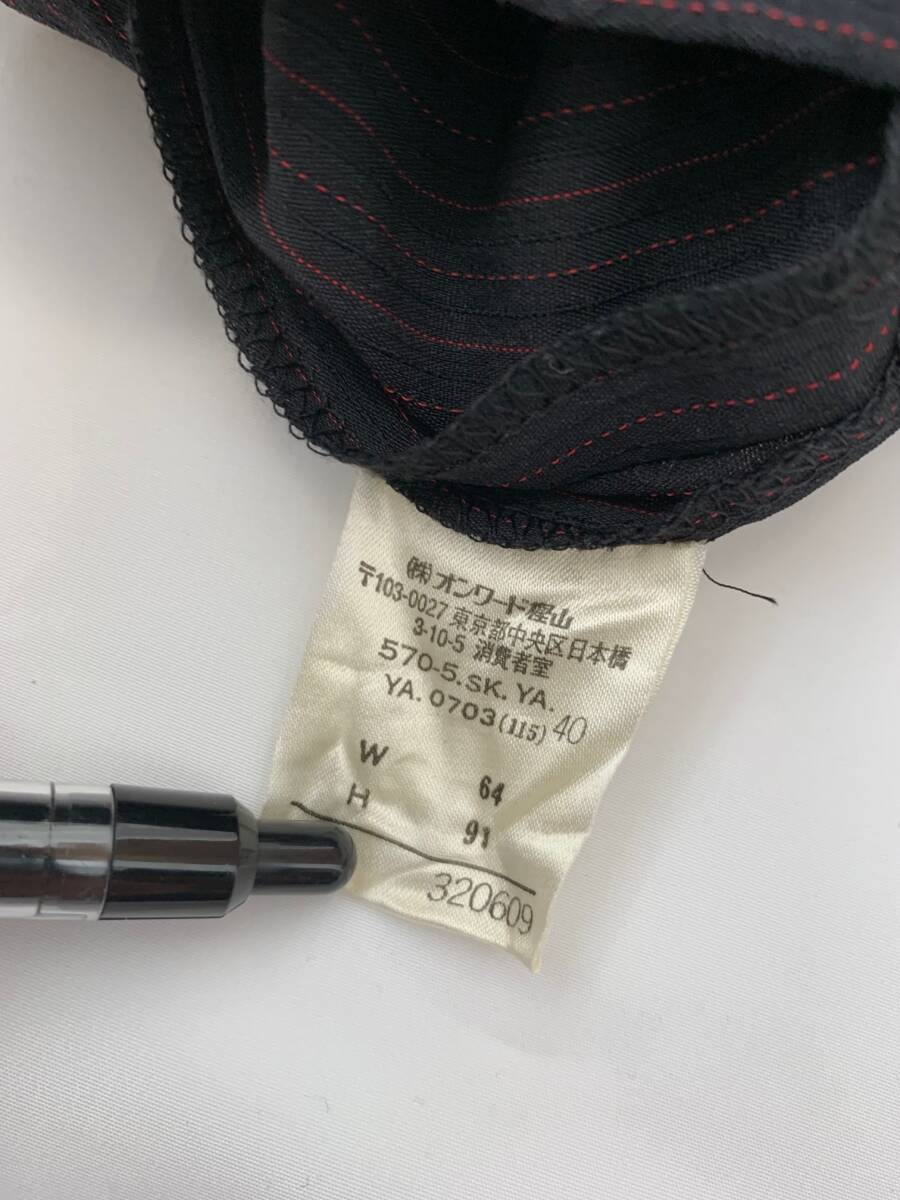 (株)オンワード樫山
〒103-0027 東京都中央区日本橋
3-10-5 消費者室
570-5.SK.YA.
YA.0703(115) 40
W 64
H 91
320609